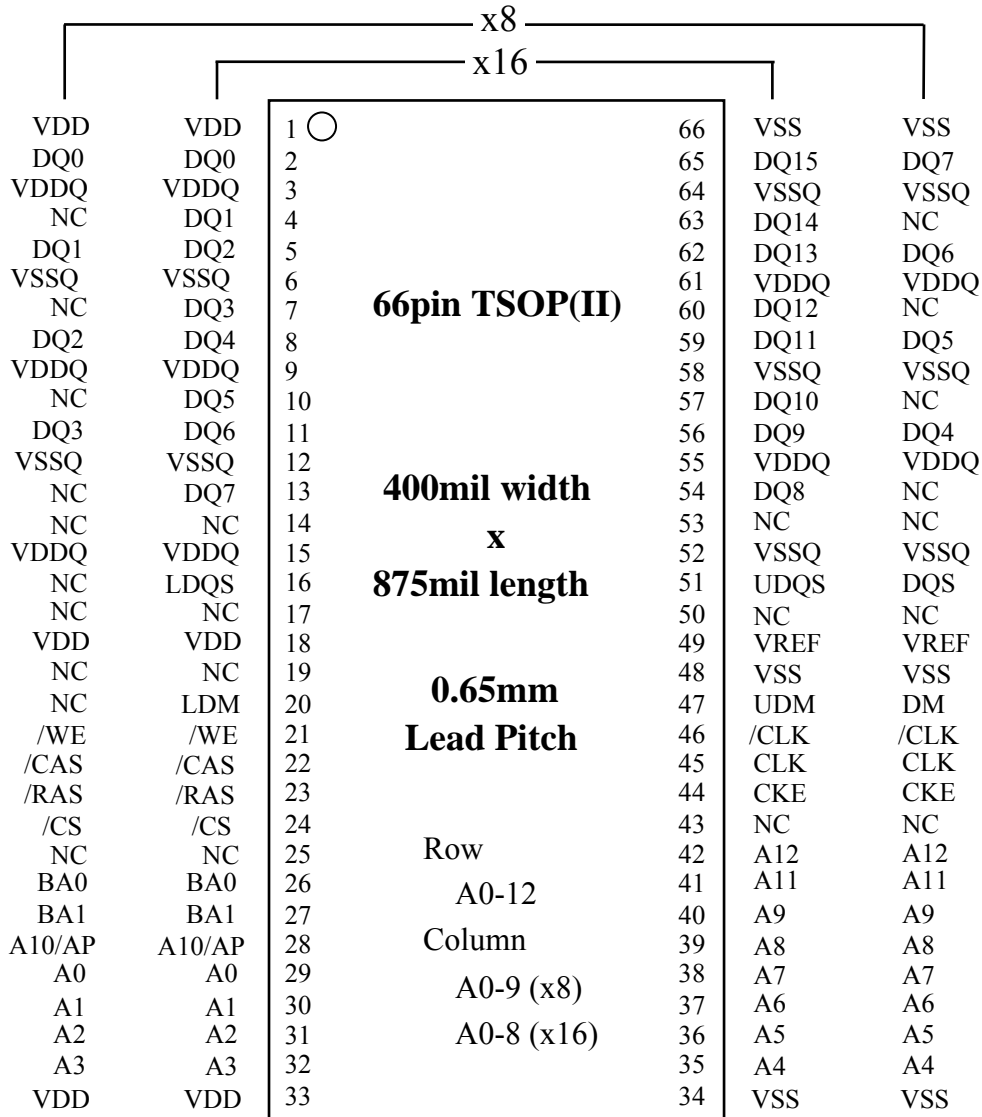 x8
x16
VDD VDD 1 66 VSS VSS
DQ0 DQ0 2 65 DQ15 DQ7
VDDQ VDDQ 3 64 VSSQ VSSQ
NC DQ1 4 63 DQ14 NC
DQ1 DQ2 5 62 DQ13 DQ6
VSSQ VSSQ 6 61 VDDQ VDDQ
66pin TSOP(II)
NC DQ3 7 60 DQ12 NC
DQ2 DQ4 8 59 DQ11 DQ5
VDDQ VDDQ 9 58 VSSQ VSSQ
NC DQ5 10 57 DQ10 NC
DQ3 DQ6 11 56 DQ9 DQ4
VSSQ VSSQ 12 55 VDDQ VDDQ
NC DQ7 13 400mil width 54 DQ8 NC
NC NC 14 53 NC NC
x
VDDQ VDDQ 15 52 VSSQ VSSQ
NC LDQS 16 875mil length 51 UDQS DQS
NC NC 17 50 NC NC
VDD VDD 18 49 VREF VREF
NC NC 19 48 VSS VSS
0.65mm
NC LDM 20 47 UDM DM
/WE /WE 21 Lead Pitch 46 /CLK /CLK
/CAS /CAS 22 45 CLK CLK
/RAS /RAS 23 44 CKE CKE
/CS /CS 24 43 NC NC
NC NC 25 Row 42 A12 A12
BA0 BA0 26 41 A11 A11
A0-12
BA1 BA1 27 40 A9 A9
A10/AP A10/AP 28 Column 39 A8 A8
A0 A0 29 38 A7 A7
A0-9 (x8)
A1 A1 30 37 A6 A6
A2 A2 31 A0-8 (x16) 36 A5 A5
A3 A3 32 35 A4 A4
VDD VDD 33 34 VSS VSS